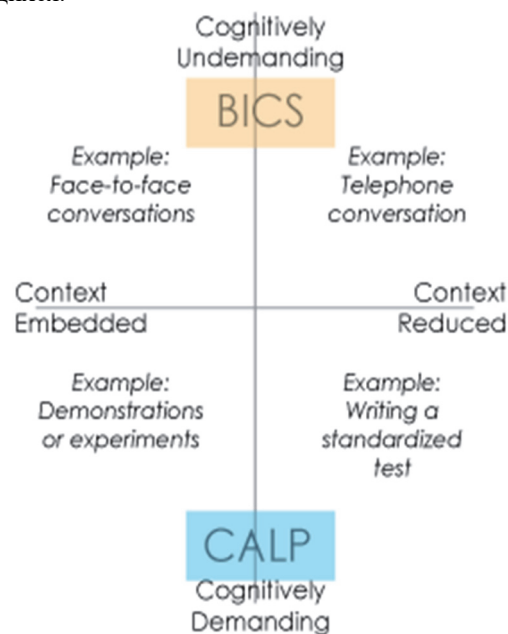 Cognitively
Undemanding
BICS
Example:
Face-to-face
conversations
Example:
Telephone
conversation
Context
Embedded
Context
Reduced
Example:
Demonstrations
or experiments
Example:
Writing a
standardized
test
CALP
Cognitively
Demanding